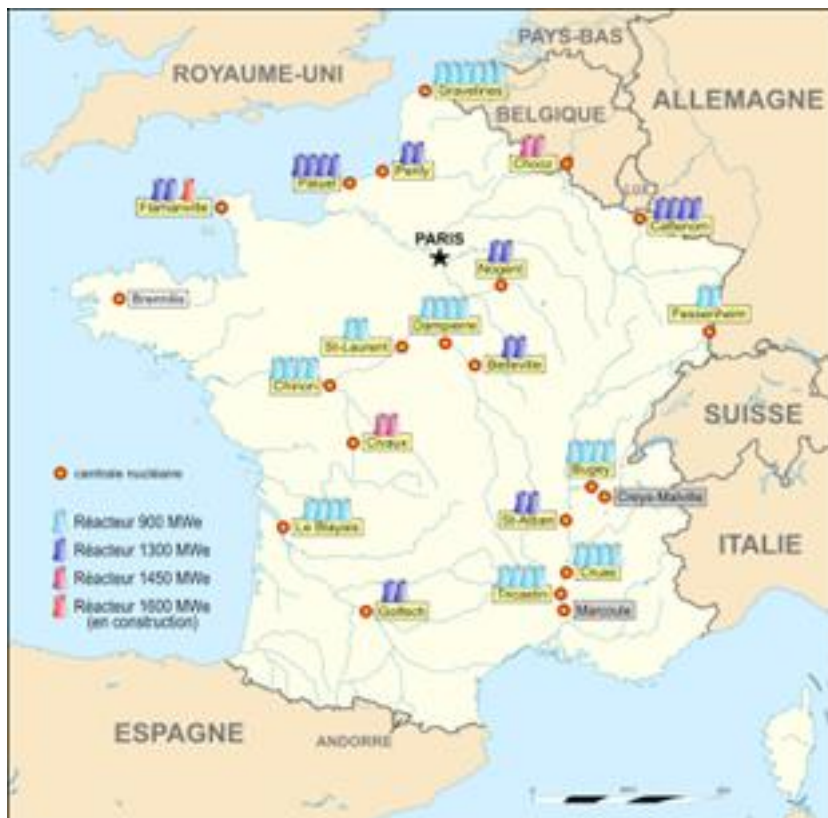 PAYS-BAS
ROYAUME-UNI
Gravelines
BELGIQUE
ALLEMAGNE
Penly
Chooz
Paluel
LUX.
Flamanville
Cattenom
PARIS
Nogent
Brennilis
Fessenheim
Dampierre
St-Laurent
Belleville
Chinon
SUISSE
Civaux
Bugey
centrale nucléaire
Creys-Malville
Réacteur 900 MWe
St-Alban
Le Blayais
Réacteur 1300 MWe
ITALIE
Réacteur 1450 MWe
Cruas
Tricastin
Réacteur 1600 MWe
(en construction)
Golfech
Marcoule
ESPAGNE
ANDORRE